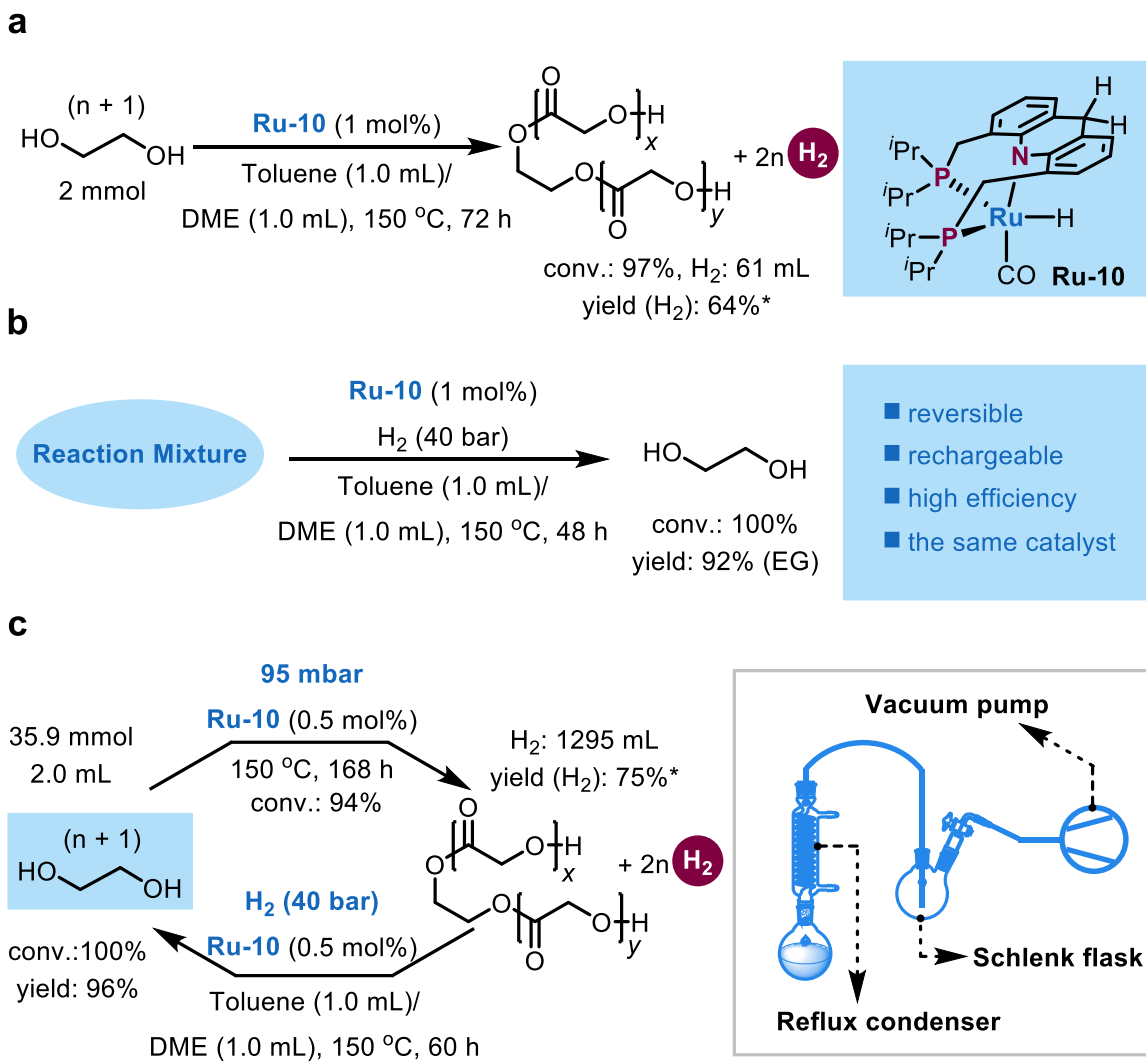 a
(n + 1)
HO
OH
2 mmol
Ru-10 (1 mol%)
Toluene (1.0 mL)/
DME (1.0 mL), 150 °C, 72 h
O
O
O
H
x
O
O
H
O
y
+ 2n H₂
conv.: 97%, H₂: 61 mL
yield (H₂): 64%*
H
H
N
ⁱPr
P
ⁱPr
ⁱPr
P
Ru
H
ⁱPr
CO
Ru-10
b
Reaction Mixture
Ru-10 (1 mol%)
H₂ (40 bar)
Toluene (1.0 mL)/
DME (1.0 mL), 150 °C, 48 h
HO
OH
conv.: 100%
yield: 92% (EG)
reversible
rechargeable
high efficiency
the same catalyst
c
35.9 mmol
2.0 mL
(n + 1)
HO
OH
conv.:100%
yield: 96%
95 mbar
Ru-10 (0.5 mol%)
150 °C, 168 h
conv.: 94%
H₂: 1295 mL
yield (H₂): 75%*
O
O
O
H
x
O
O
H
O
y
+ 2n H₂
H₂ (40 bar)
Ru-10 (0.5 mol%)
Toluene (1.0 mL)/
DME (1.0 mL), 150 °C, 60 h
Vacuum pump
Schlenk flask
Reflux condenser